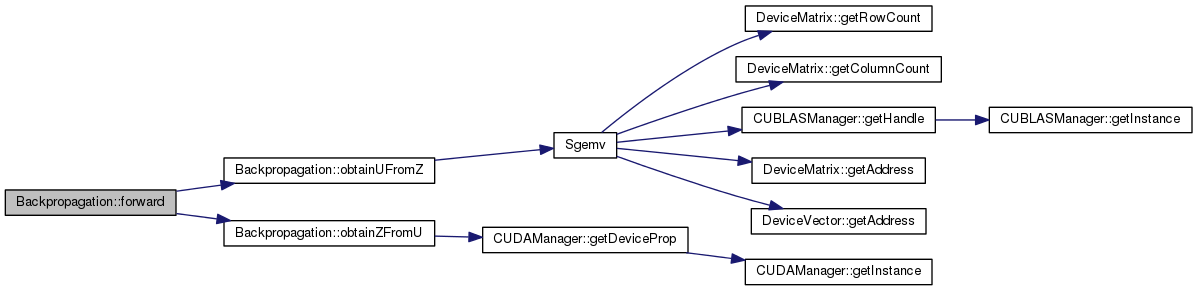 DeviceMatrix::getRowCount
DeviceMatrix::getColumnCount
CUBLASManager::getHandle
CUBLASManager::getInstance
Sgemv
Backpropagation::obtainUFromZ
DeviceMatrix::getAddress
Backpropagation::forward
DeviceVector::getAddress
Backpropagation::obtainZFromU
CUDAManager::getDeviceProp
CUDAManager::getInstance